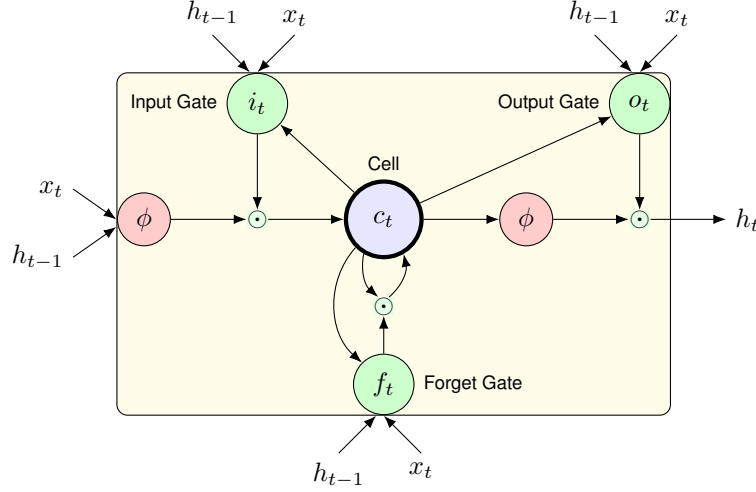 h_{t−1} x_t h_{t−1} x_t
Input Gate i_t Output Gate o_t
Cell
x_t
ϕ ⊙ c_t ϕ ⊙ h_t
h_{t−1}
⊙
f_t Forget Gate
h_{t−1} x_t